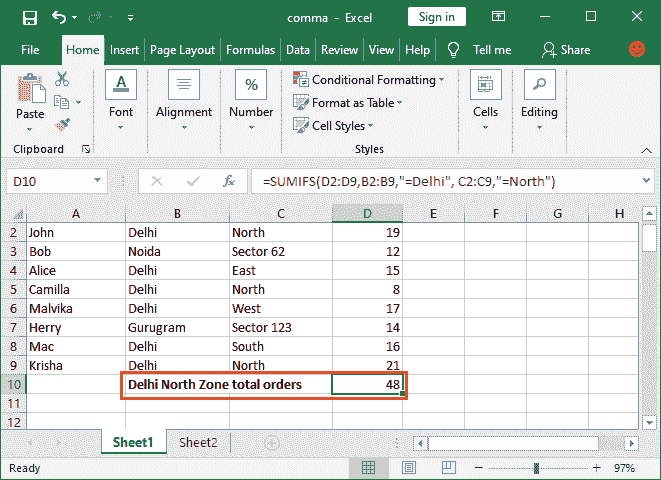 comma - Excel
Sign in
File Home Insert Page Layout Formulas Data Review View Help Tell me Share
Paste
Clipboard
A
Font
Alignment
%
Number
Conditional Formatting
Format as Table
Cell Styles
Styles
Cells
Editing
D10 fx =SUMIFS(D2:D9,B2:B9,"=Delhi", C2:C9,"=North")
A B C D E F G H
2 John Delhi North 19
3 Bob Noida Sector 62 12
4 Alice Delhi East 15
5 Camilla Delhi North 8
6 Malvika Delhi West 17
7 Herry Gurugram Sector 123 14
8 Mac Delhi South 16
9 Krisha Delhi North 21
10 Delhi North Zone total orders 48
11
12
Sheet1 Sheet2
Ready 97%